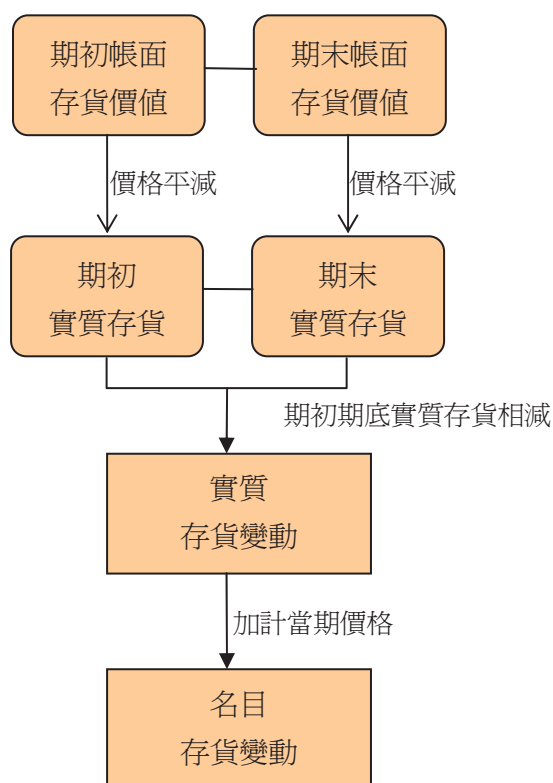 期初帳面
存貨價值
期末帳面
存貨價值
價格平減
價格平減
期初
實質存貨
期末
實質存貨
期初期底實質存貨相減
實質
存貨變動
加計當期價格
名目
存貨變動